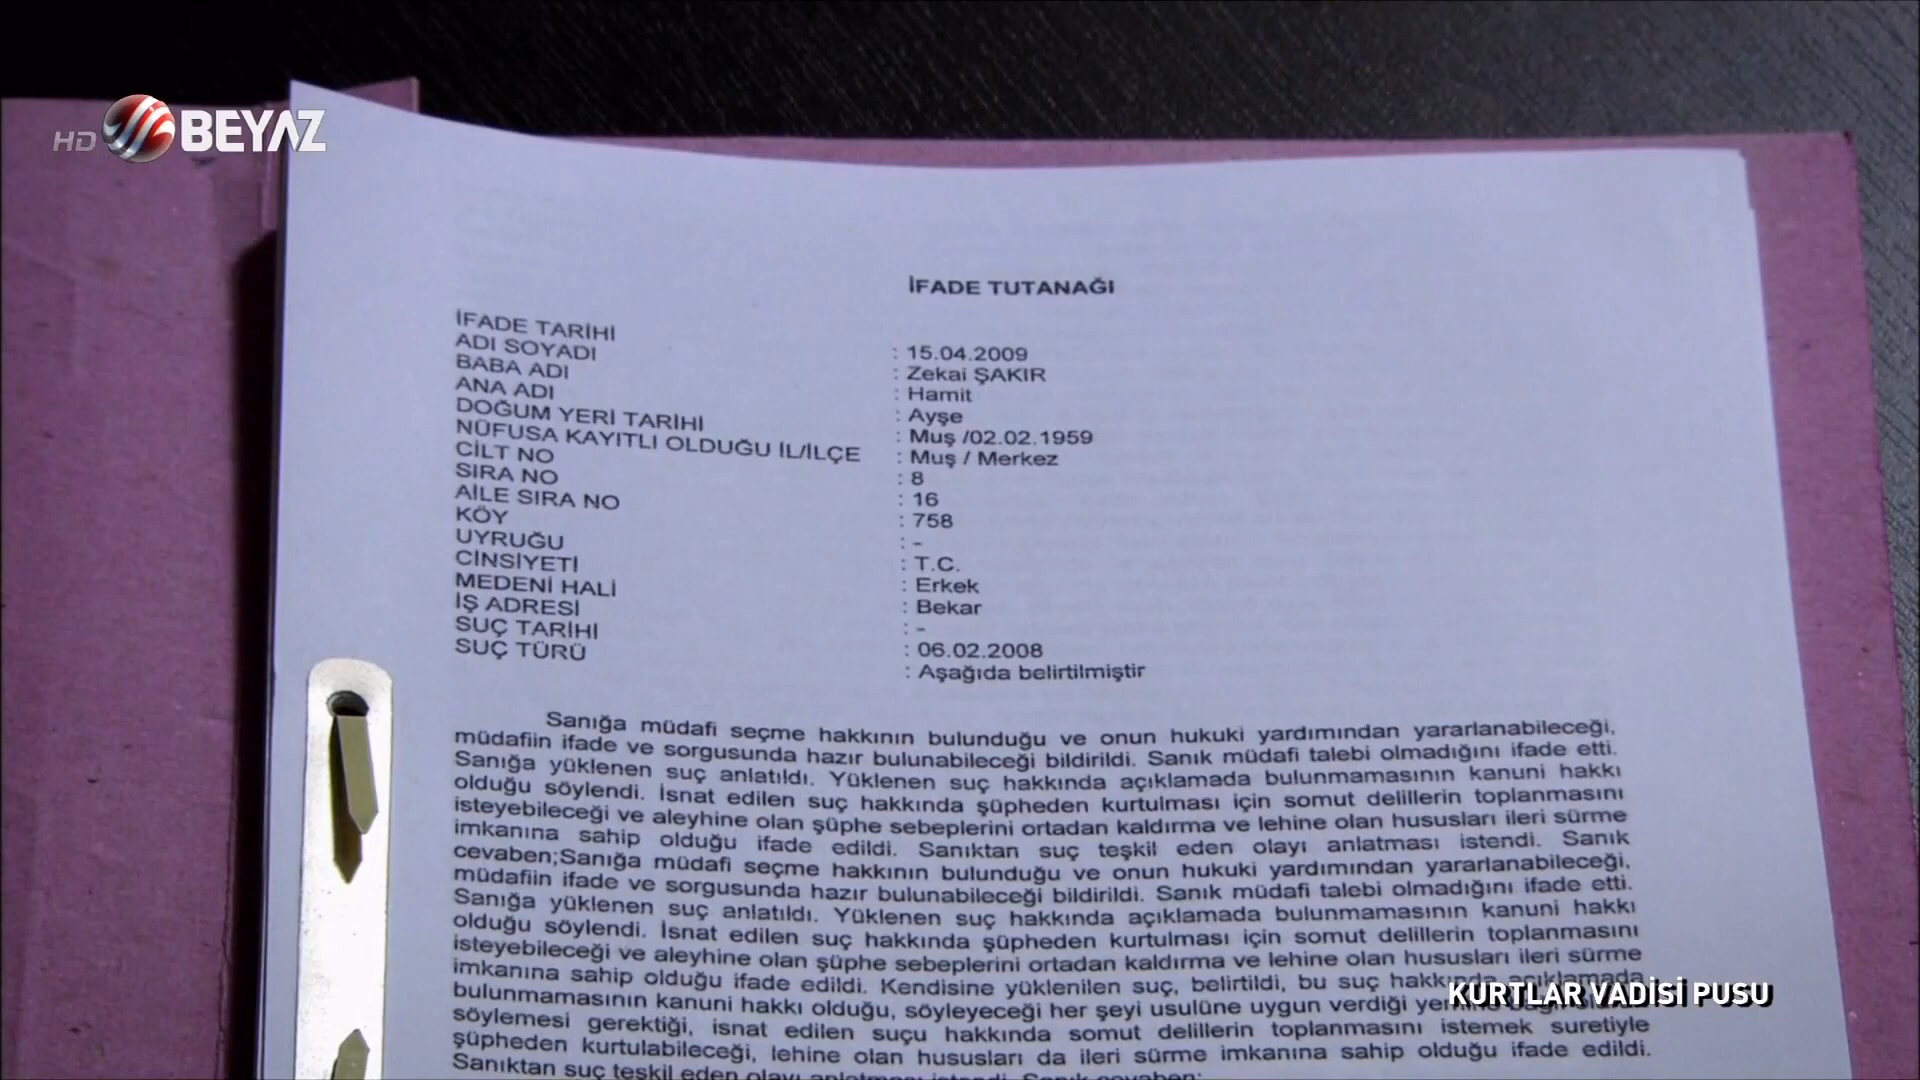 HD BEYAZ
İFADE TUTANAĞI
İFADE TARİHİ : 15.04.2009
ADI SOYADI : Zekai ŞAKIR
BABA ADI : Hamit
ANA ADI : Ayşe
DOĞUM YERİ TARİHİ : Muş /02.02.1959
NÜFUSA KAYITLI OLDUĞU İL/İLÇE : Muş / Merkez
CİLT NO : 8
SIRA NO : 16
AİLE SIRA NO : 758
KÖY : -
UYRUĞU : T.C.
CİNSİYETİ : Erkek
MEDENİ HALİ : Bekar
İŞ ADRESİ : -
SUÇ TARİHİ : 06.02.2008
SUÇ TÜRÜ : Aşağıda belirtilmiştir
Sanığa müdafi seçme hakkının bulunduğu ve onun hukuki yardımından yararlanabileceği,
müdafiin ifade ve sorgusunda hazır bulunabileceği bildirildi. Sanık müdafi talebi olmadığını ifade etti.
Sanığa yüklenen suç anlatıldı. Yüklenen suç hakkında açıklamada bulunmamasının kanuni hakkı
olduğu söylendi. İsnat edilen suç hakkında şüpheden kurtulması için somut delillerin toplanmasını
isteyebileceği ve aleyhine olan şüphe sebeplerini ortadan kaldırma ve lehine olan hususları ileri sürme
imkanına sahip olduğu ifade edildi. Sanıktan suç teşkil eden olayı anlatması istendi. Sanık
cevaben;Sanığa müdafi seçme hakkının bulunduğu ve onun hukuki yardımından yararlanabileceği,
müdafiin ifade ve sorgusunda hazır bulunabileceği bildirildi. Sanık müdafi talebi olmadığını ifade etti.
Sanığa yüklenen suç anlatıldı. Yüklenen suç hakkında açıklamada bulunmamasının kanuni hakkı
olduğu söylendi. İsnat edilen suç hakkında şüpheden kurtulması için somut delillerin toplanmasını
isteyebileceği ve aleyhine olan şüphe sebeplerini ortadan kaldırma ve lehine olan hususları ileri sürme
imkanına sahip olduğu ifade edildi. Kendisine yüklenilen suç, belirtildi, bu suç hakkında açıklamada
bulunmamasının kanuni hakkı olduğu, söyleyeceği her şeyi usulüne uygun verdiği
söylemesi gerektiği, isnat edilen suçu hakkında somut delillerin toplanmasını istemek suretiyle
şüpheden kurtulabileceği, lehine olan hususları da ileri sürme imkanına sahip olduğu ifade edildi.
Sanıktan suç teşkil eden olayı anlatması istendi. Sanık cevaben;
KURTLAR VADİSİ PUSU